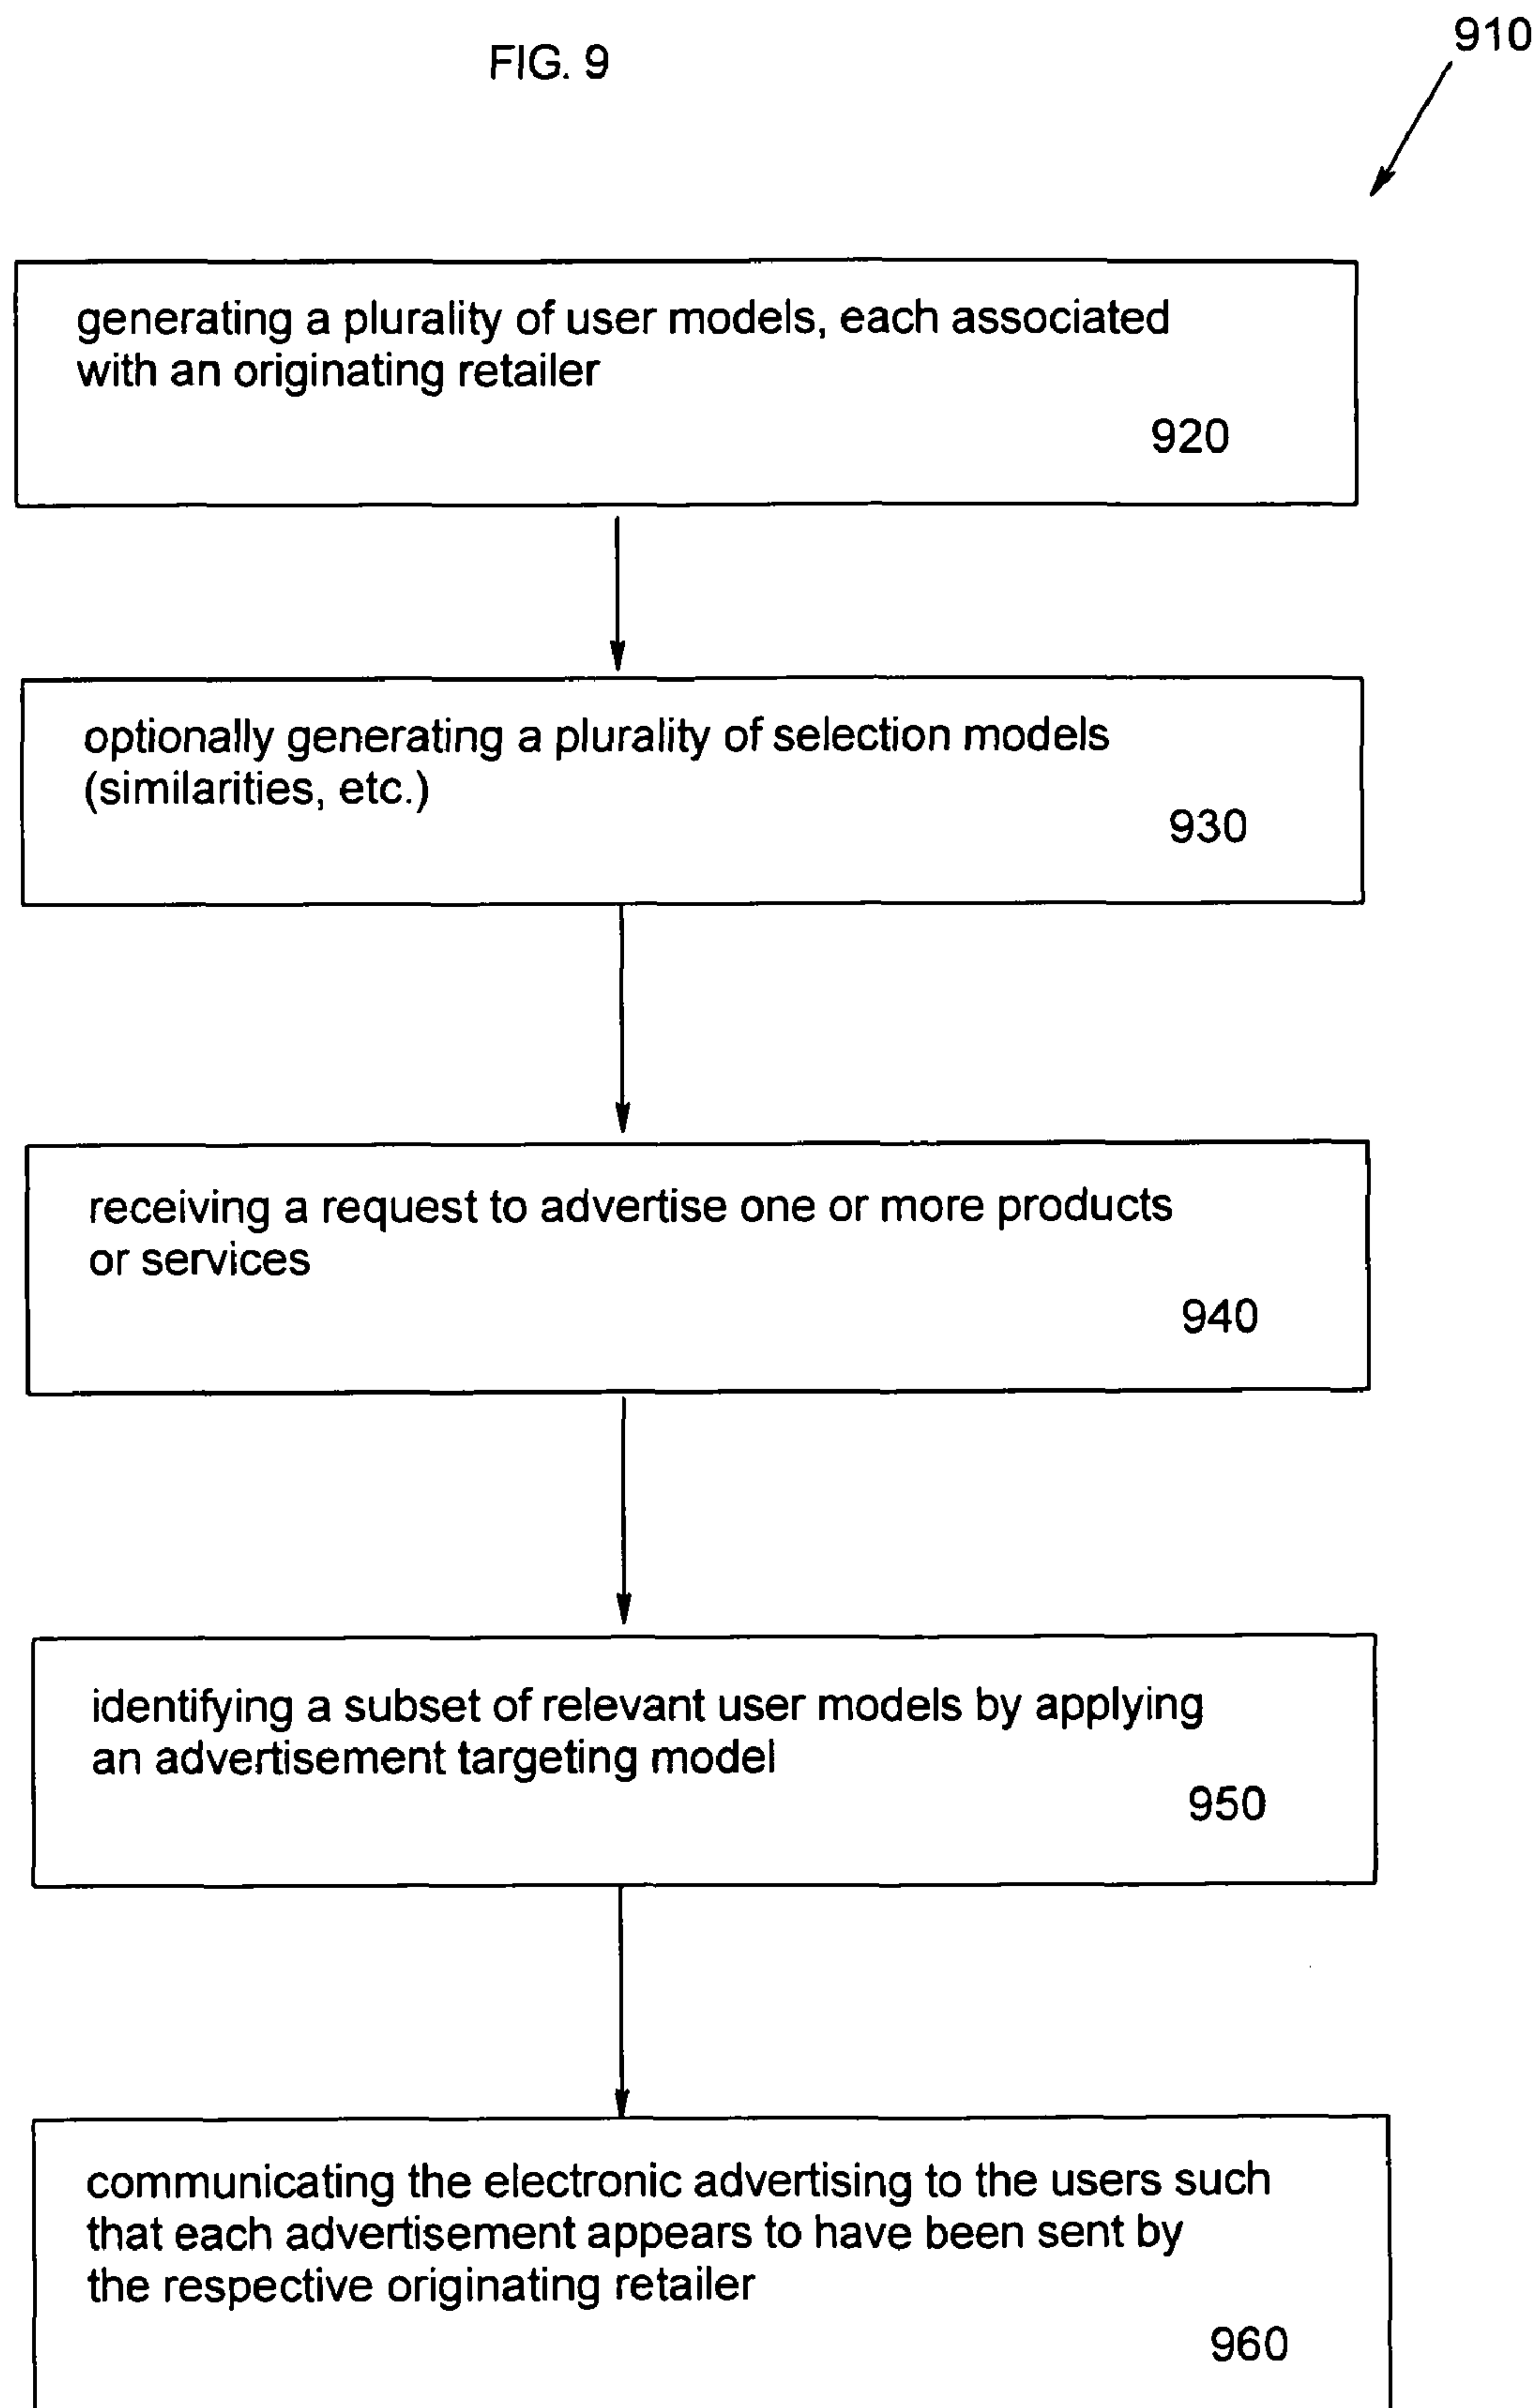 FIG. 9
910
generating a plurality of user models, each associated
with an originating retailer
920
optionally generating a plurality of selection models
(similarities, etc.)
930
receiving a request to advertise one or more products
or services
940
identifying a subset of relevant user models by applying
an advertisement targeting model
950
communicating the electronic advertising to the users such
that each advertisement appears to have been sent by
the respective originating retailer
960